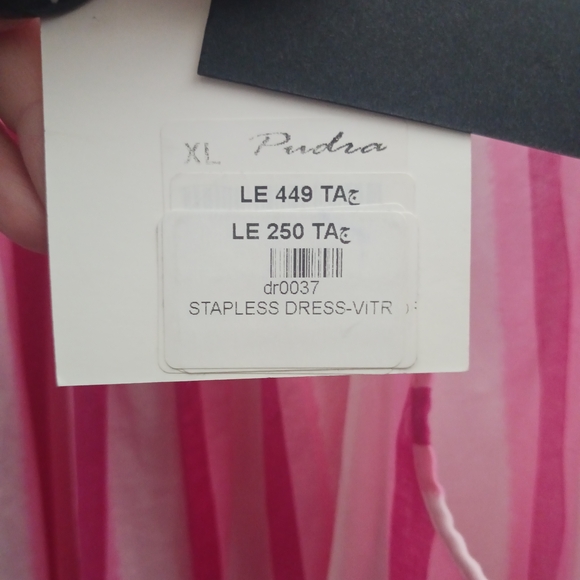 XL Pudra
LE 449 TAج
LE 250 TAج
dr0037
STAPLESS DRESS-ViTR